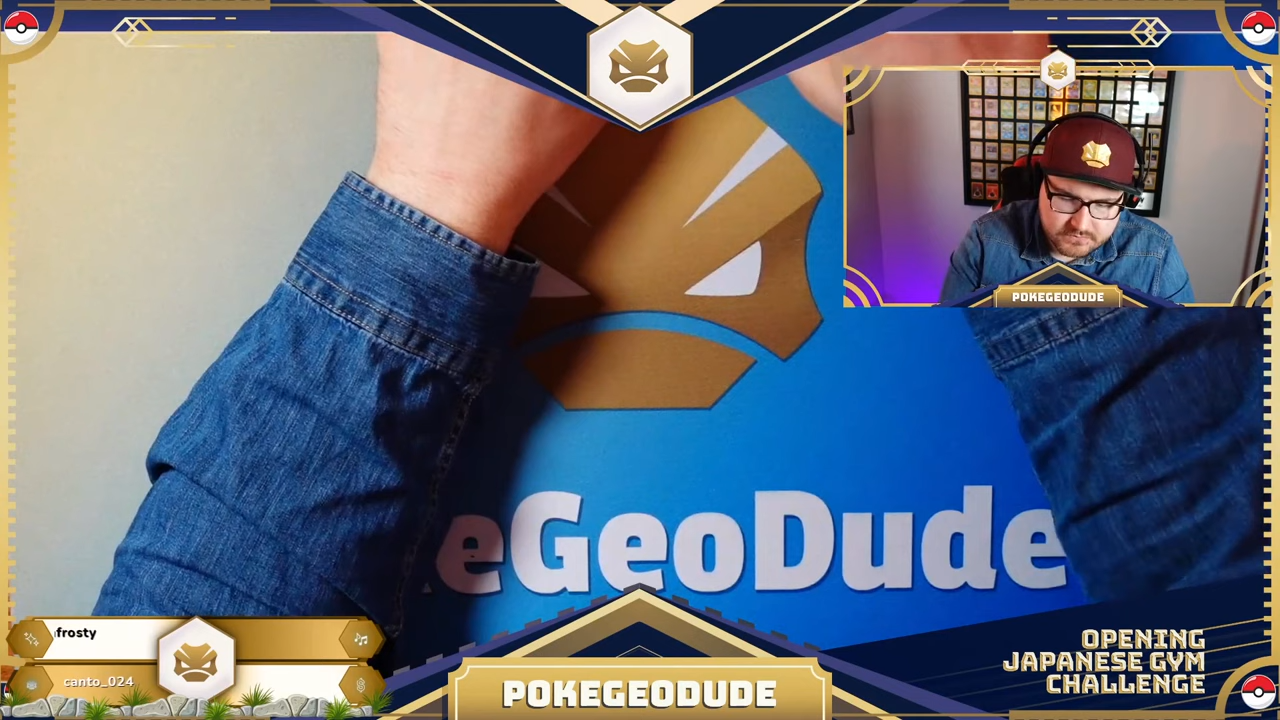 POKEGEODUDE
eGeoDude
frosty
canto_024
POKEGEODUDE
OPENING
JAPANESE GYM
CHALLENGE